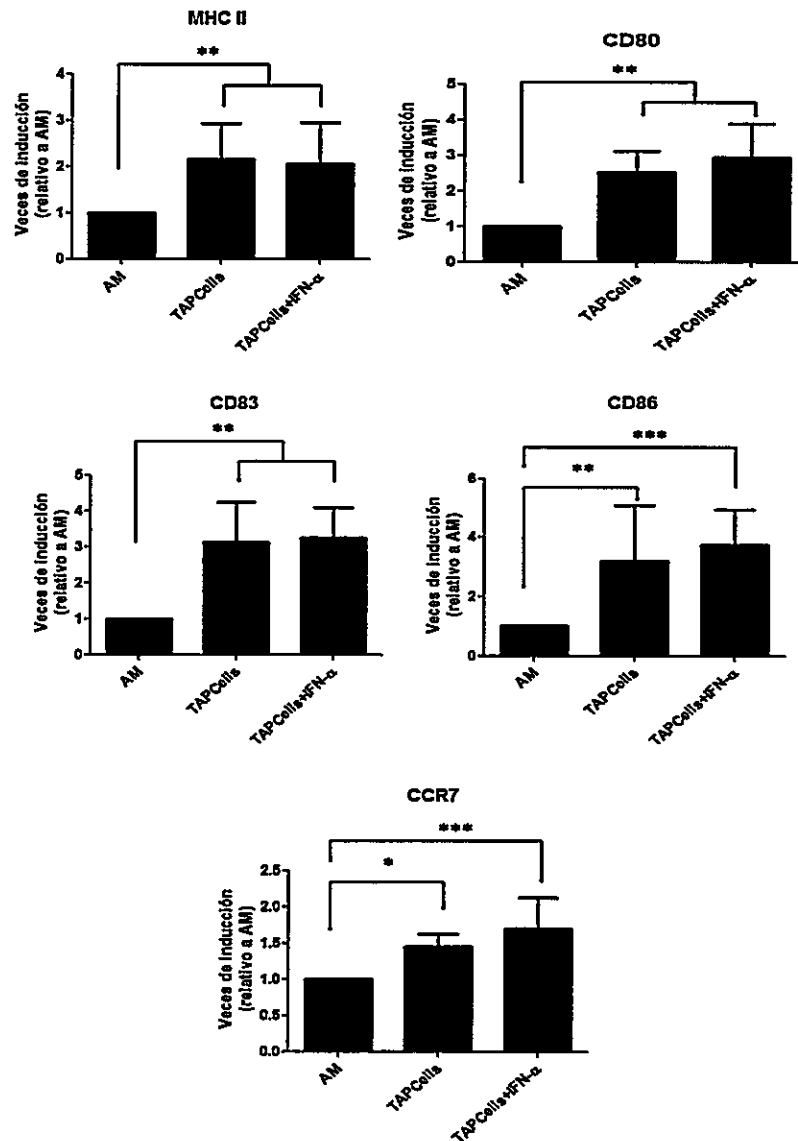 MHC II
**
Veces de inducción
(relativo a AM)
4
3
2
1
0
AM
TAPCells
TAPCells+IFN-α
CD80
**
Veces de inducción
(relativo a AM)
5
4
3
2
1
0
AM
TAPCells
TAPCells+IFN-α
CD83
**
Veces de inducción
(relativo a AM)
5
4
3
2
1
0
AM
TAPCells
TAPCells+IFN-α
CD86
***
**
Veces de inducción
(relativo a AM)
6
4
2
0
AM
TAPCells
TAPCells+IFN-α
CCR7
***
*
Veces de inducción
(relativo a AM)
2.5
2.0
1.5
1.0
0.5
0.0
AM
TAPCells
TAPCells+IFN-α